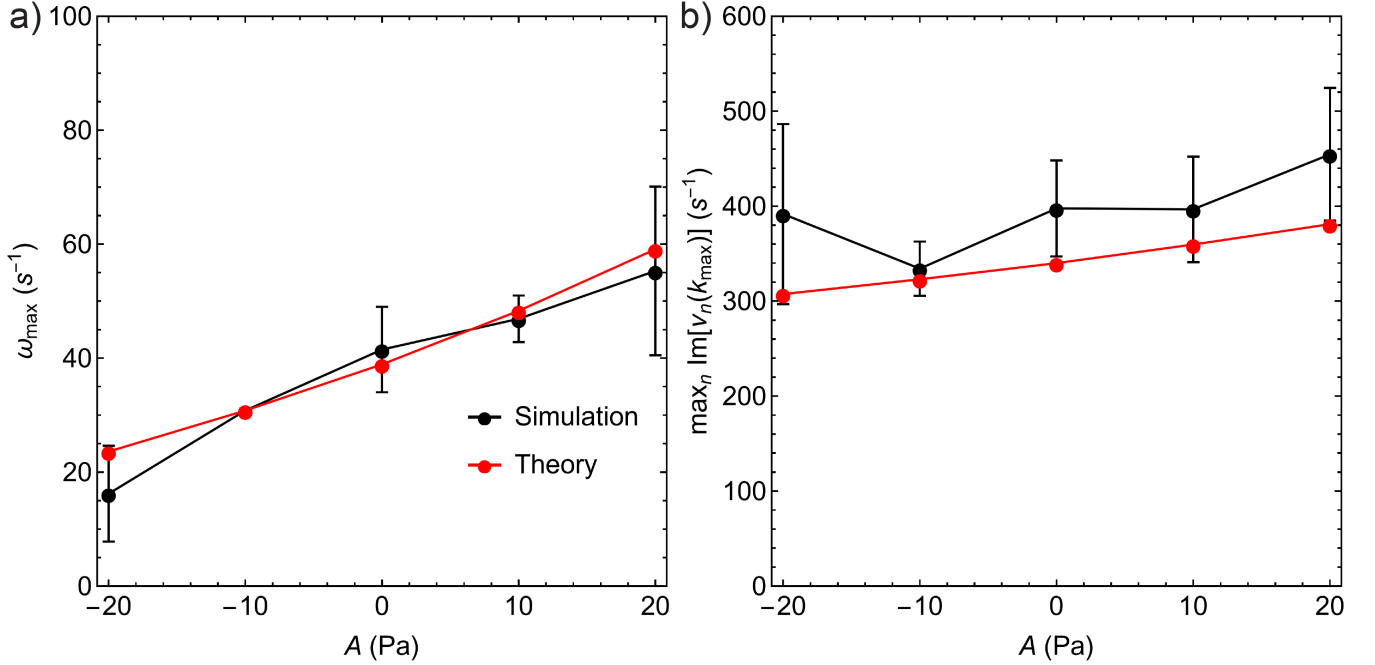 a)
100
80
60
40
20
0
ω_max (s⁻¹)
−20 −10 0 10 20
A (Pa)
Simulation
Theory
b)
600
500
400
300
200
100
0
max_n Im[ν_n(k_max)] (s⁻¹)
−20 −10 0 10 20
A (Pa)